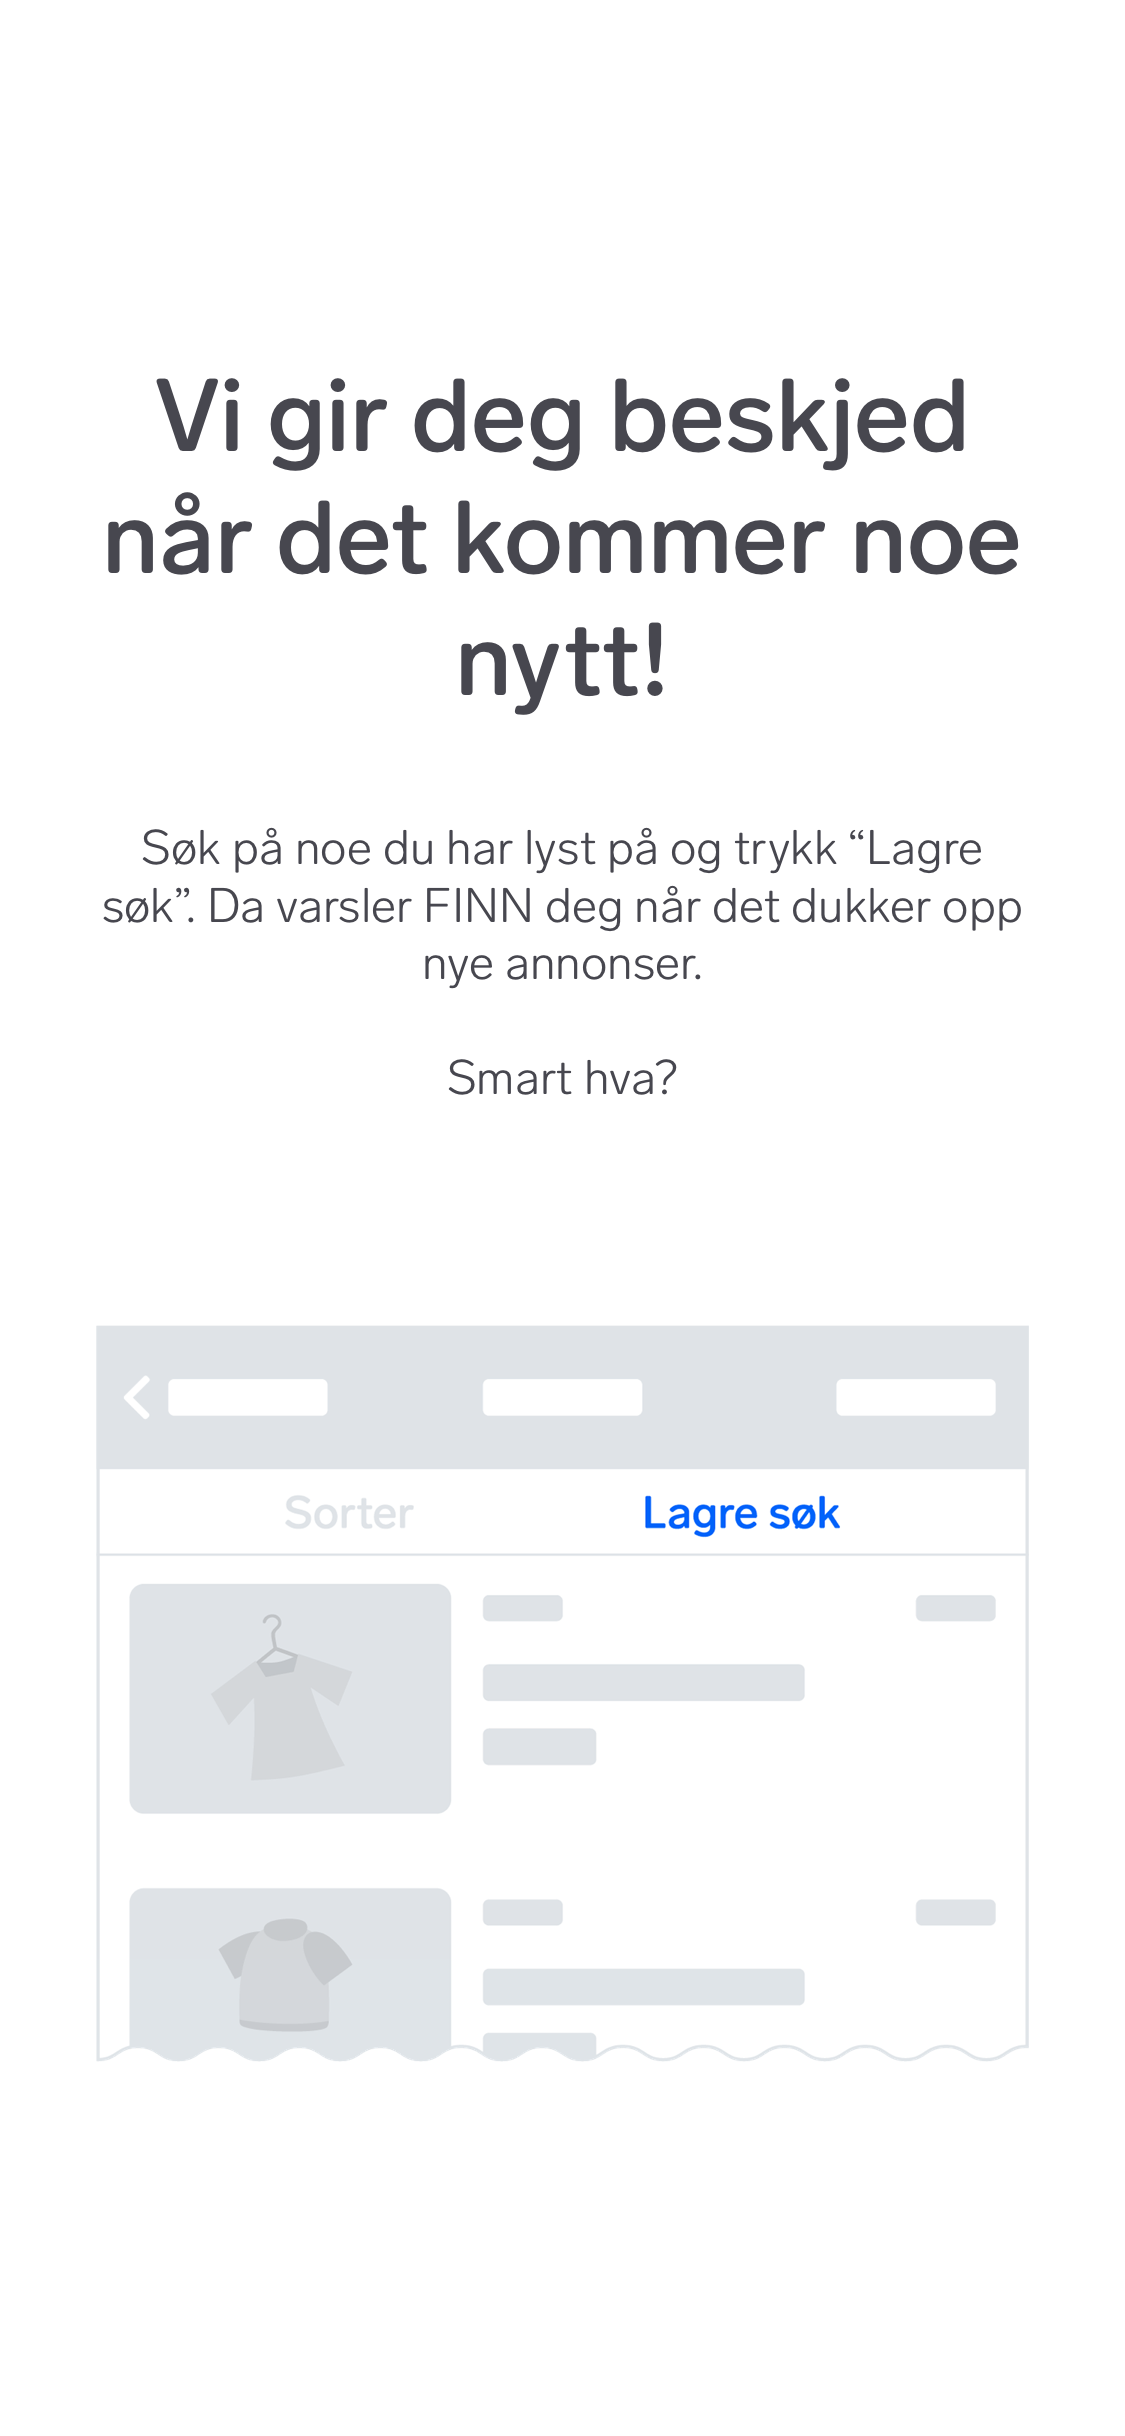 Vi gir deg beskjed
når det kommer noe
nytt!
Søk på noe du har lyst på og trykk “Lagre
søk”. Da varsler FINN deg når det dukker opp
nye annonser.
Smart hva?
Sorter
Lagre søk